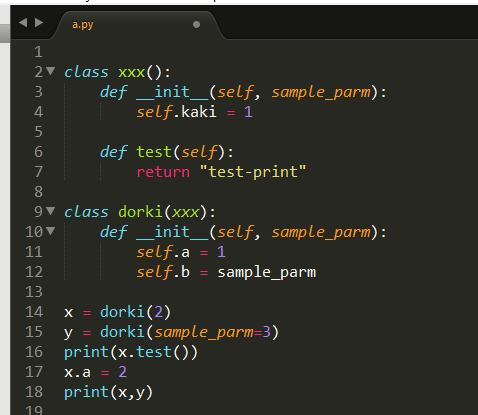 a.py
1
2 class xxx():
3     def __init__(self, sample_parm):
4         self.kaki = 1
5
6     def test(self):
7         return "test-print"
8
9 class dorki(xxx):
10     def __init__(self, sample_parm):
11         self.a = 1
12         self.b = sample_parm
13
14 x = dorki(2)
15 y = dorki(sample_parm=3)
16 print(x.test())
17 x.a = 2
18 print(x,y)
19